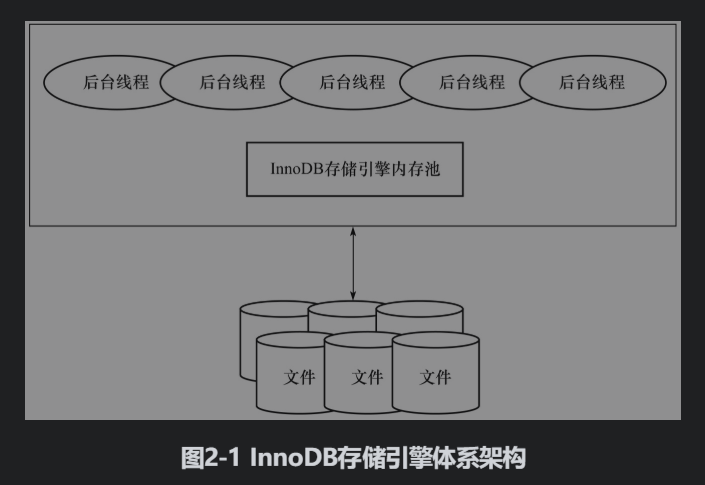 后台线程 后台线程 后台线程 后台线程 后台线程
InnoDB存储引擎内存池
文件 文件 文件
图2-1 InnoDB存储引擎体系架构